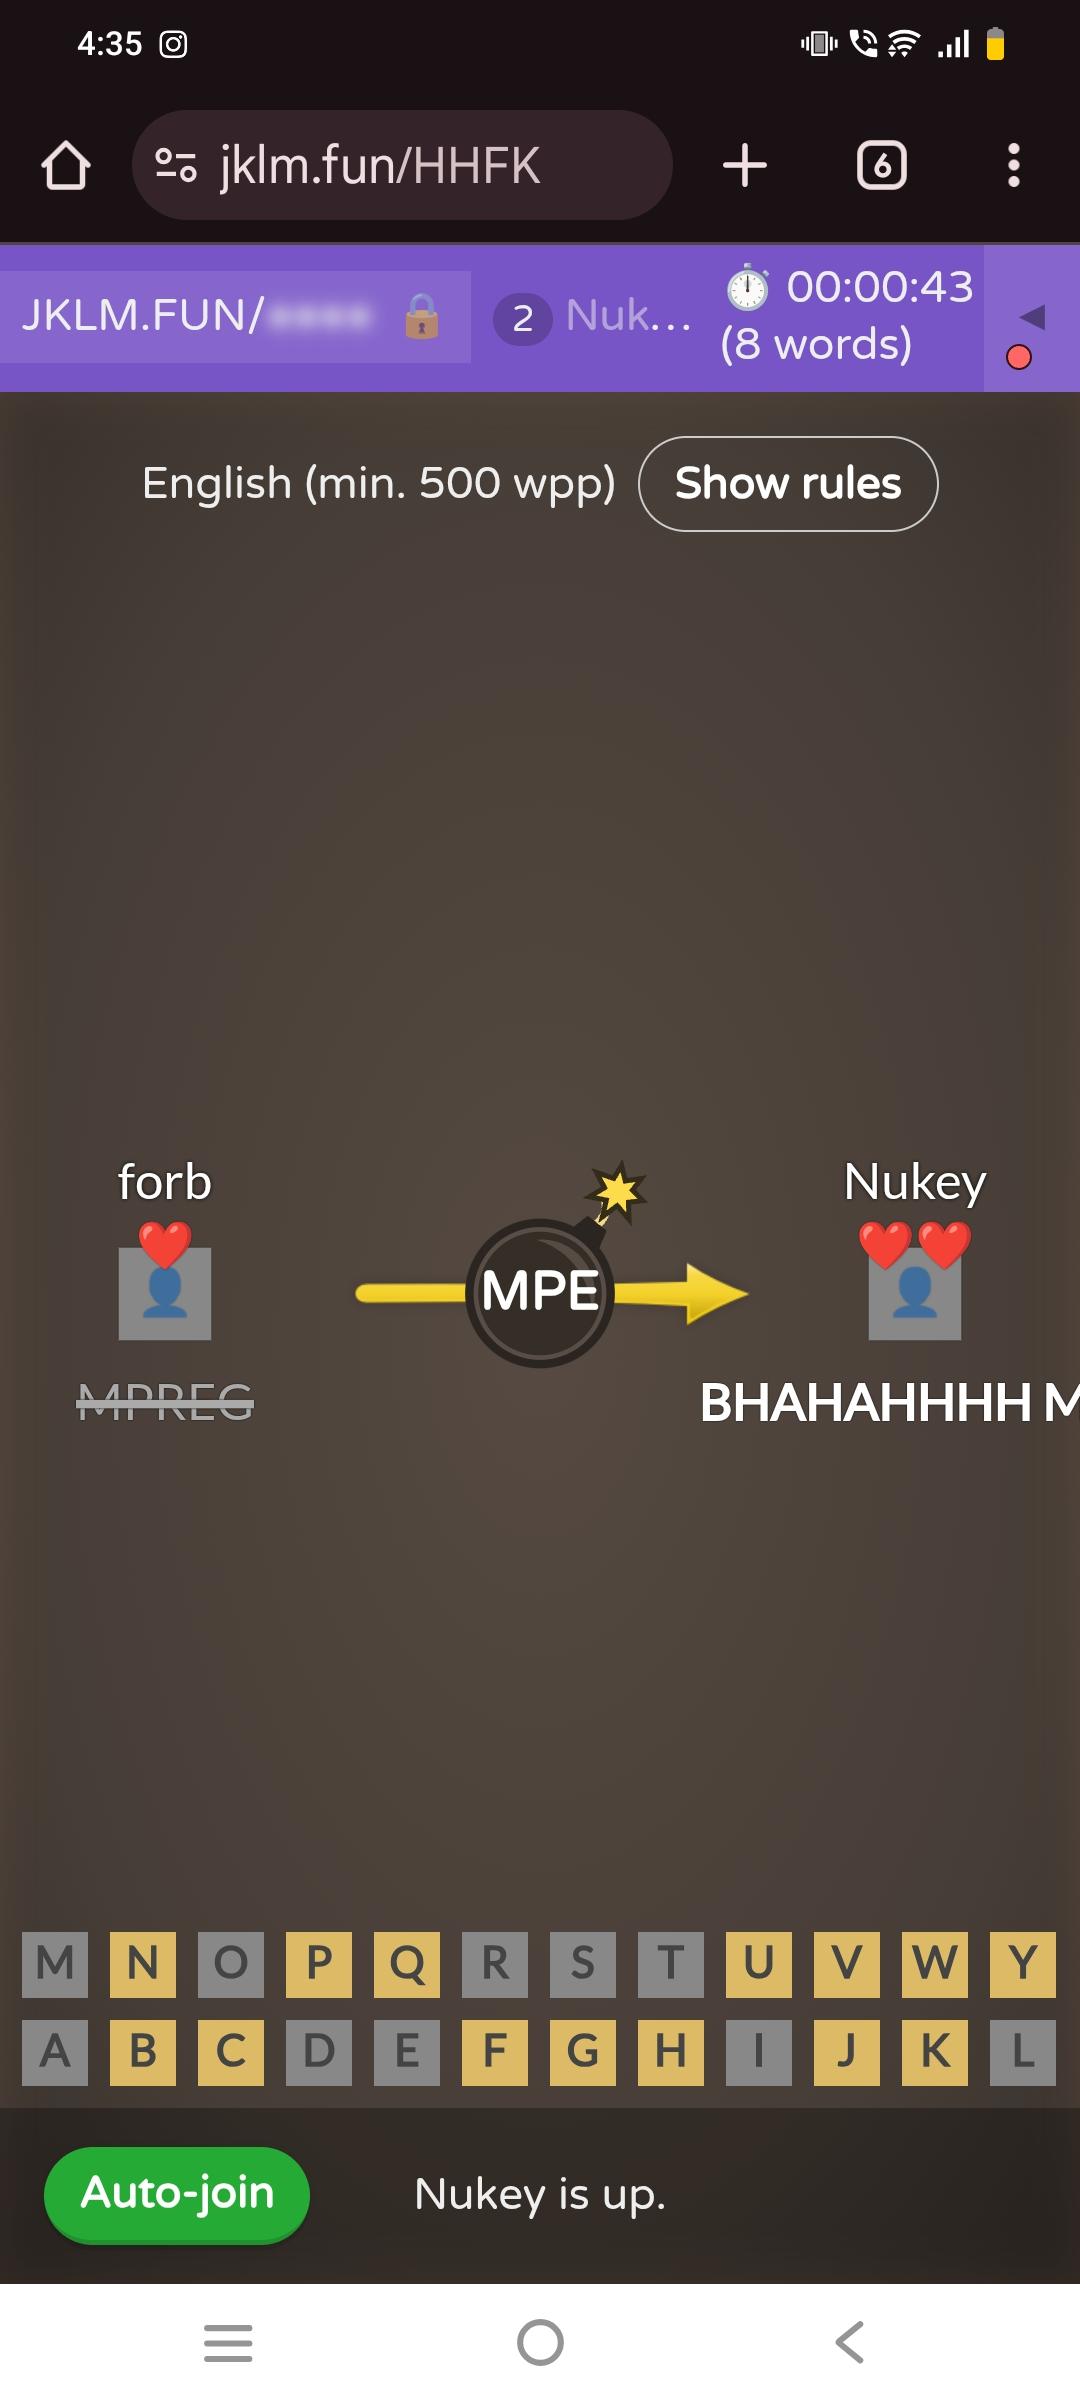 4:35
jklm.fun/HHFK
6
JKLM.FUN/
2 Nuk...
00:00:43
(8 words)
English (min. 500 wpp)
Show rules
forb
Nukey
MPE
MPREG
BHAHAHHHH M
M N O P Q R S T U V W Y
A B C D E F G H I J K L
Auto-join
Nukey is up.